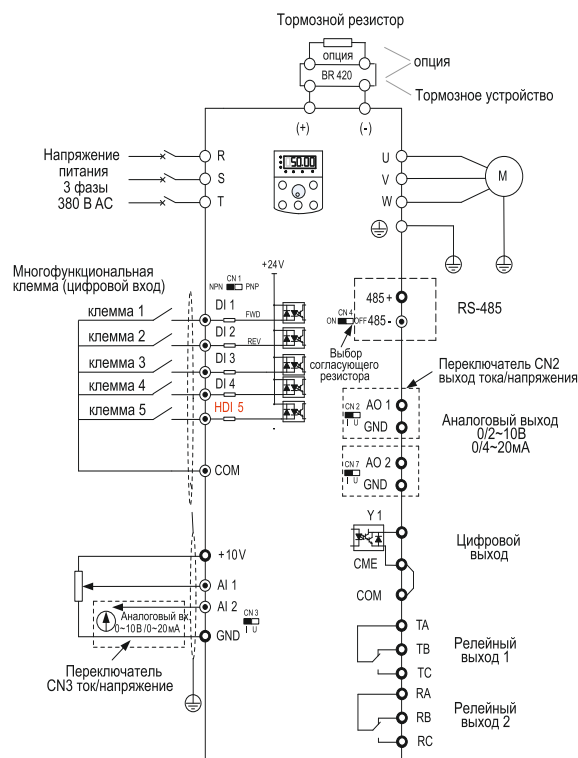 Тормозной резистор
опция
BR 420
опция
Тормозное устройство
(+)
(-)
Напряжение
питания
3 фазы
380 В AC
R
S
T
50.00
U
V
W
M
Многофункциональная
клемма (цифровой вход)
CN 1
NPN
PNP
+24V
клемма 1
DI 1
FWD
клемма 2
DI 2
REV
клемма 3
DI 3
клемма 4
DI 4
клемма 5
HDI 5
COM
485+
CN 4
ON
OFF
485-
RS-485
Выбор
согласующего
резистора
Переключатель CN2
выход тока/напряжения
CN 2
I U
AO 1
GND
Аналоговый выход
0/2~10В
0/4~20мА
CN 7
I U
AO 2
GND
Y 1
CME
COM
Цифровой
выход
+10V
AI 1
AI 2
CN 3
I U
GND
Аналоговый вх.
0~10В/0~20мА
Переключатель
CN3 ток/напряжение
TA
TB
TC
Релейный
выход 1
RA
RB
RC
Релейный
выход 2